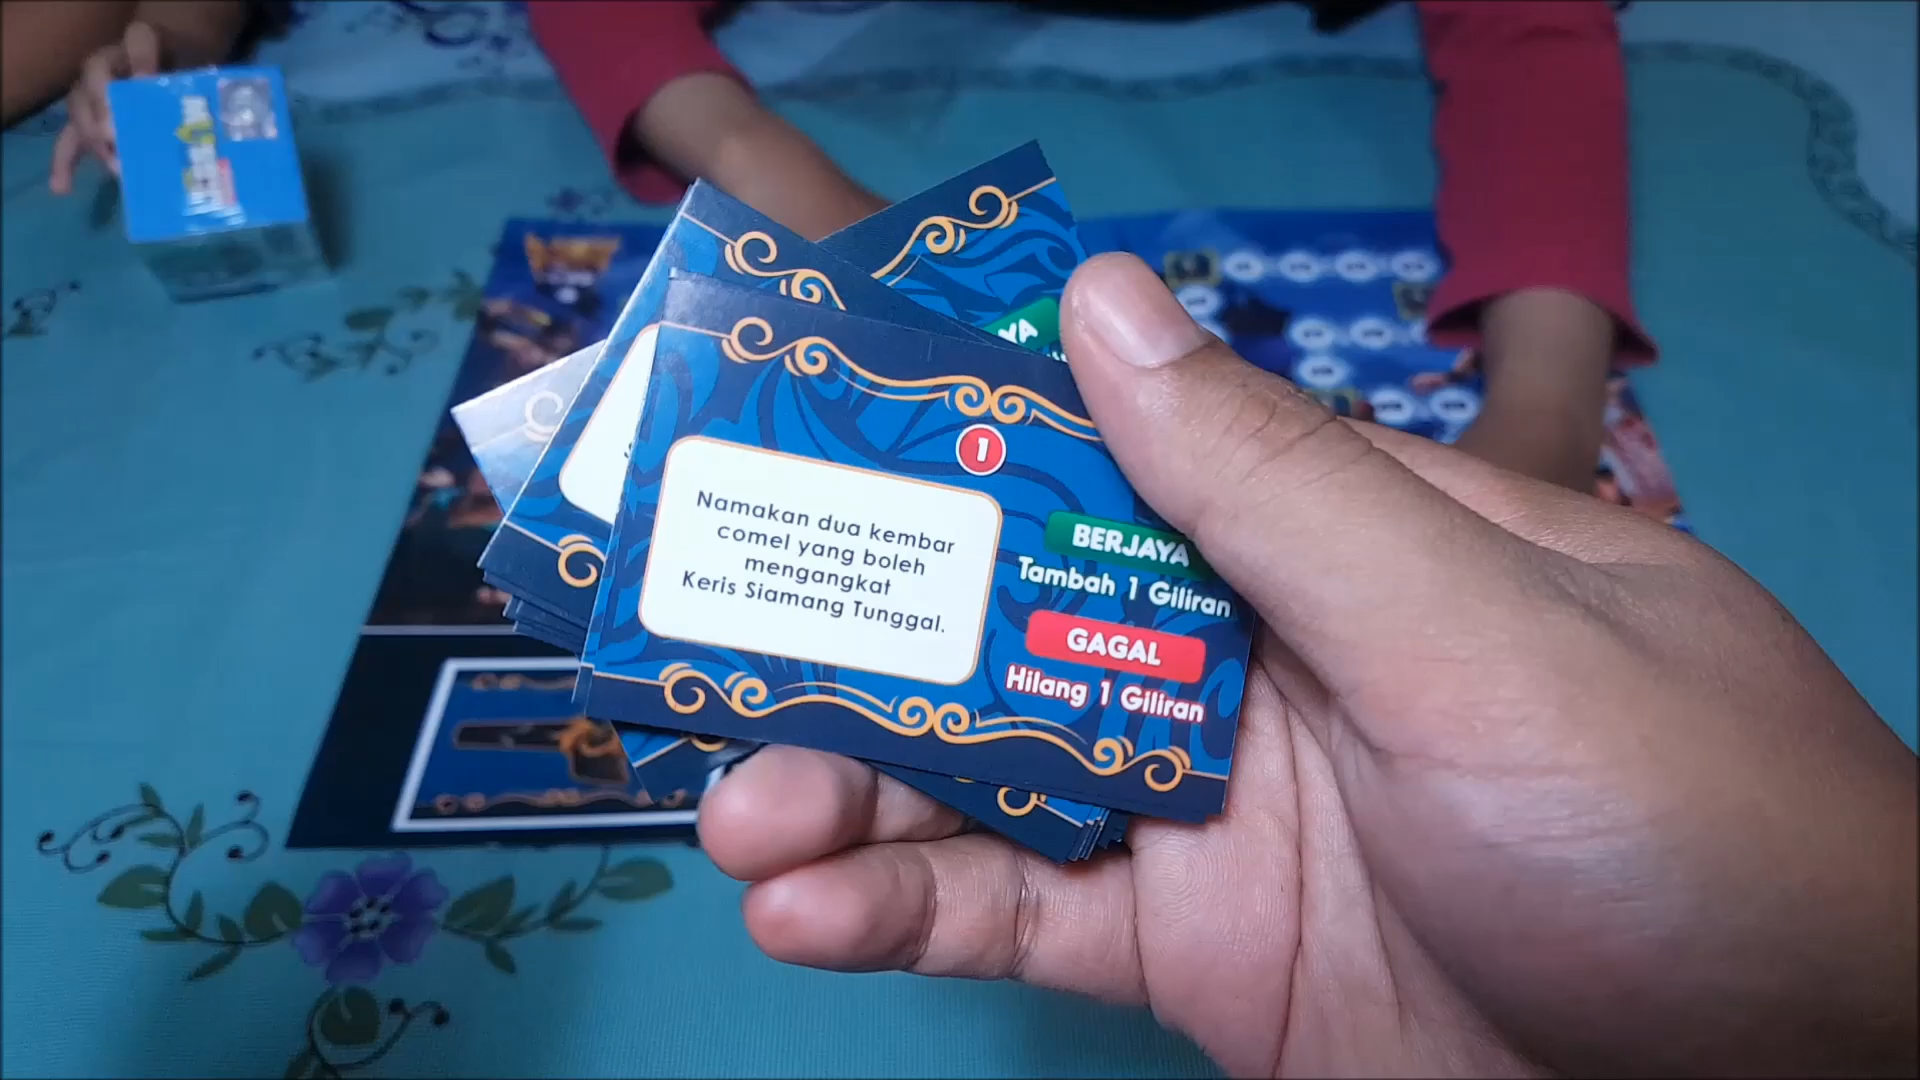 YA
1
Namakan dua kembar
comel yang boleh
mengangkat
Keris Siamang Tunggal.
BERJAYA
Tambah 1 Giliran
GAGAL
Hilang 1 Giliran